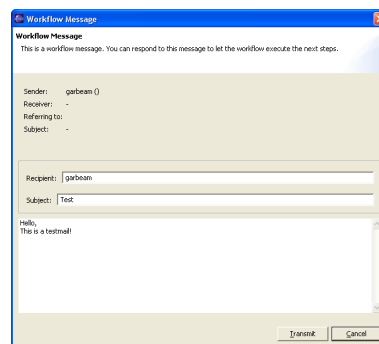 Workflow Message
Workflow Message
This is a workflow message. You can respond to this message to let the workflow execute the next steps.
Sender: garbeam ()
Receiver: -
Referring to:
Subject: -
Recipient: garbeam
Subject: Test
Hello,
This is a testmail!
Transmit Cancel